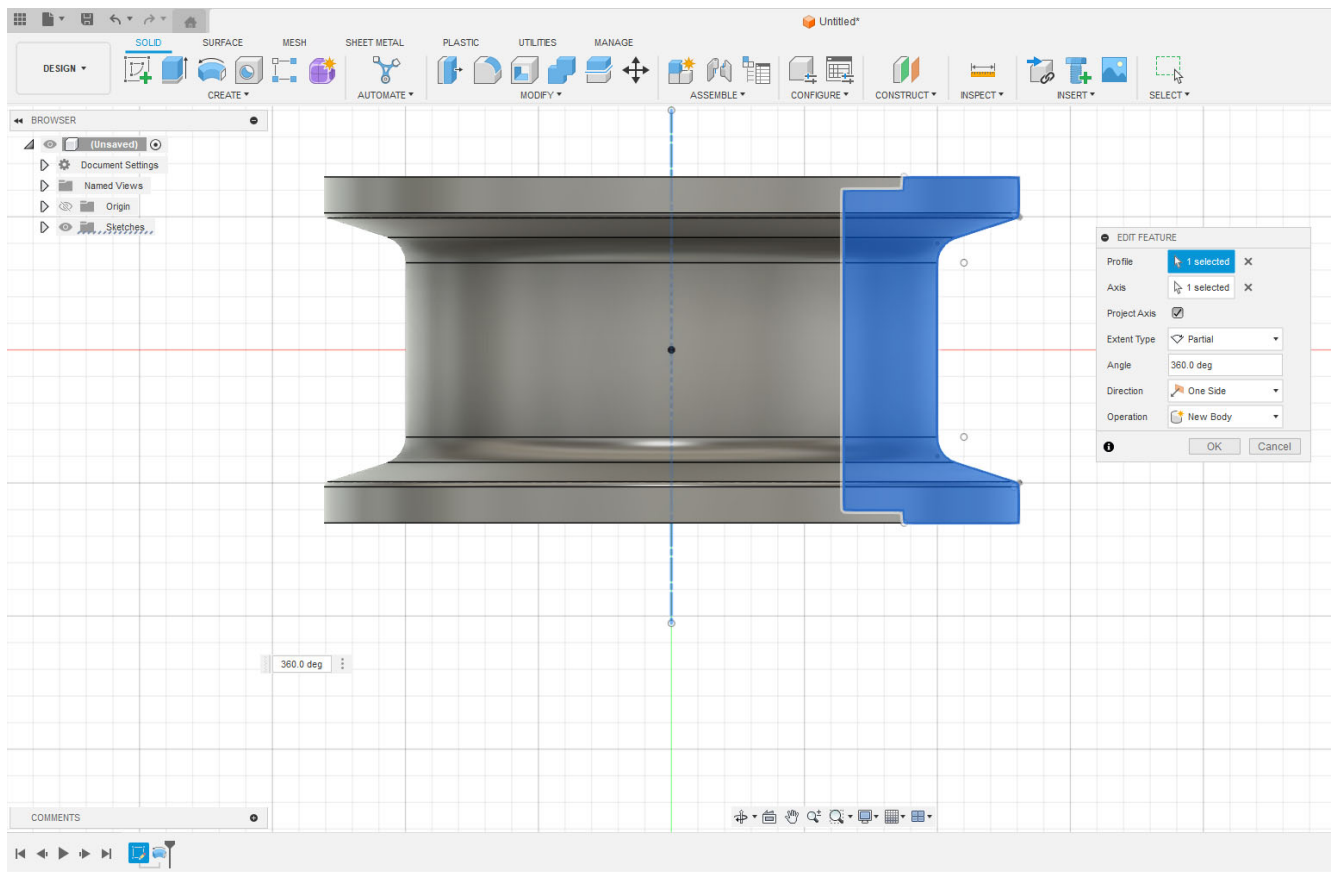 Untitled*
SOLID SURFACE MESH SHEET METAL PLASTIC UTILITIES MANAGE
DESIGN
CREATE AUTOMATE MODIFY ASSEMBLE CONFIGURE CONSTRUCT INSPECT INSERT SELECT
BROWSER
(Unsaved)
Document Settings
Named Views
Origin
Sketches
EDIT FEATURE
Profile 1 selected
Axis 1 selected
Project Axis
Extent Type Partial
Angle 360.0 deg
Direction One Side
Operation New Body
OK Cancel
360.0 deg
COMMENTS